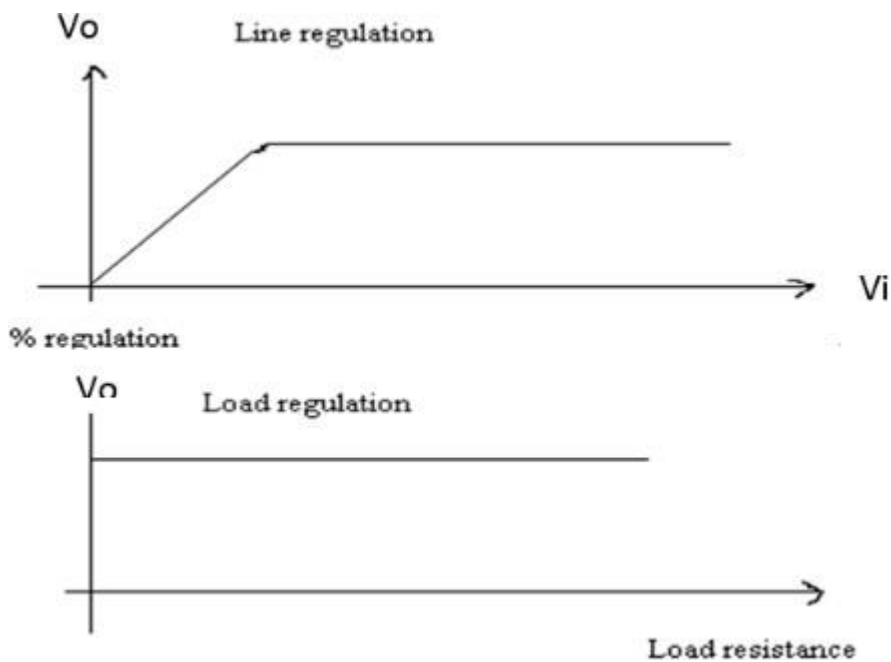 Vo
Line regulation
Vi
% regulation
Vo
Load regulation
Load resistance